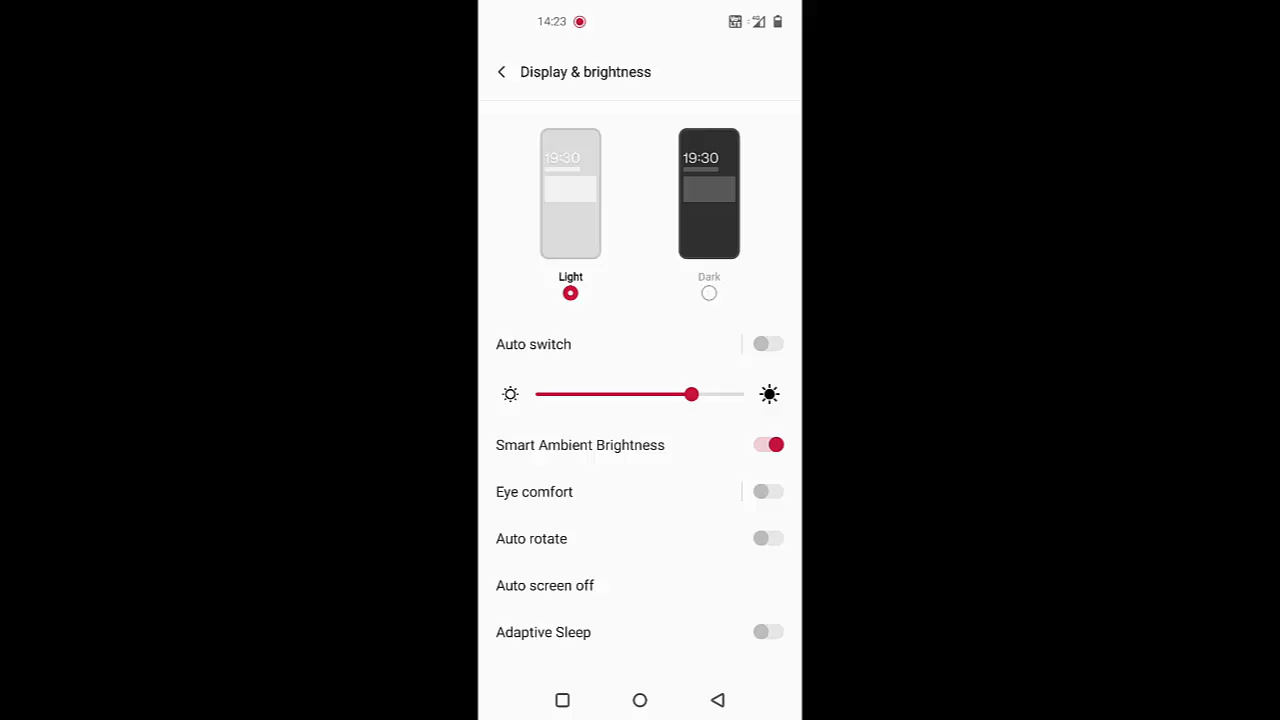 14:23
Display & brightness
19:30
19:30
Light
Dark
Auto switch
Smart Ambient Brightness
Eye comfort
Auto rotate
Auto screen off
Adaptive Sleep